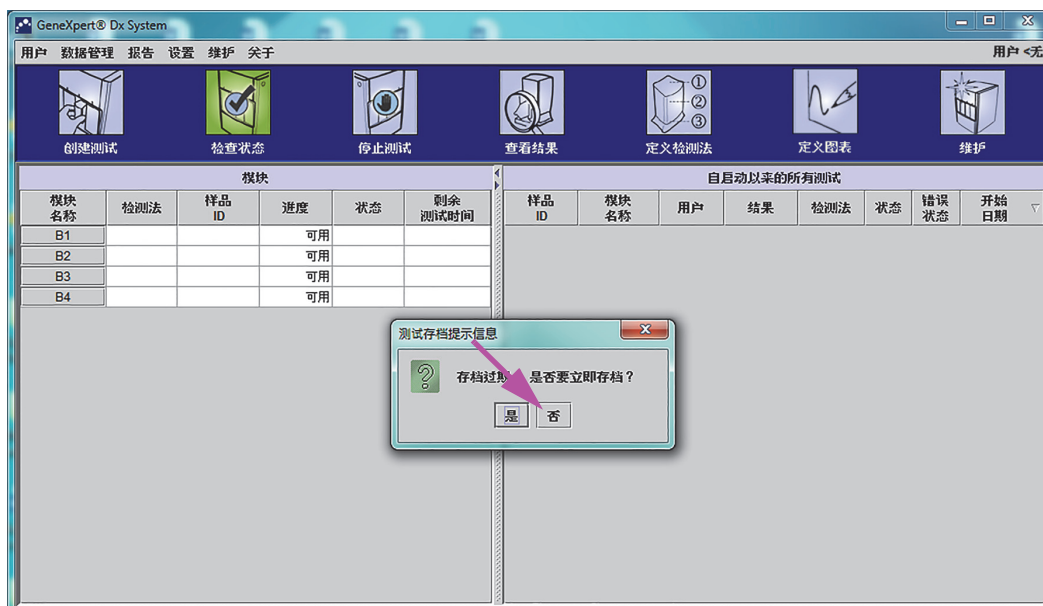 GeneXpert® Dx System
用户 数据管理 报告 设置 维护 关于
用户 <无
创建测试 检查状态 停止测试 查看结果 定义检测法 定义图表 维护
①
②
③
模块
自启动以来的所有测试
模块名称 检测法 样品ID 进度 状态 剩余测试时间
样品ID 模块名称 用户 结果 检测法 状态 错误状态 开始日期
B1 可用
B2 可用
B3 可用
B4 可用
测试存档提示信息
存档过期 是否要立即存档？
是 否